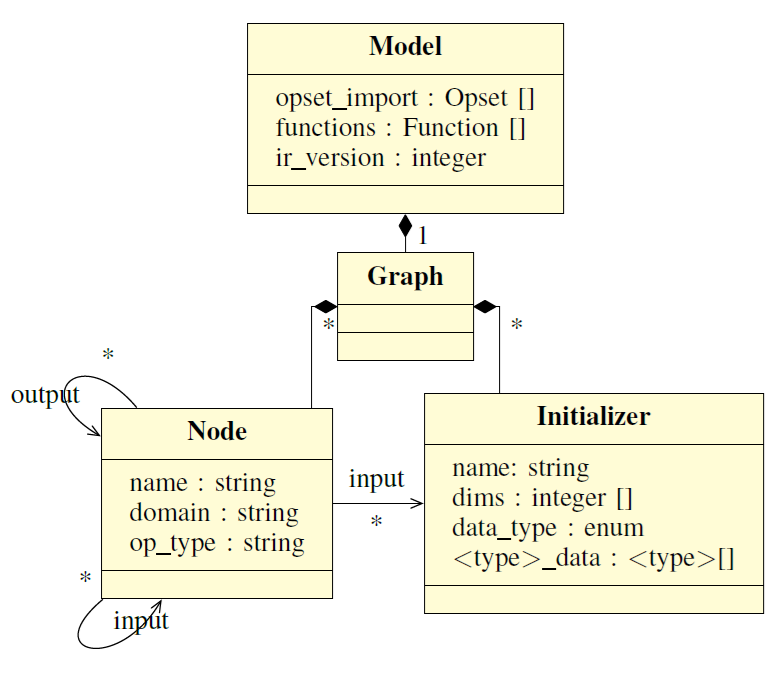 Model
opset_import : Opset []
functions : Function []
ir_version : integer
1
Graph
*
*
*
output
Node
name : string
domain : string
op_type : string
*
input
input
*
Initializer
name: string
dims : integer []
data_type : enum
<type>_data : <type>[]